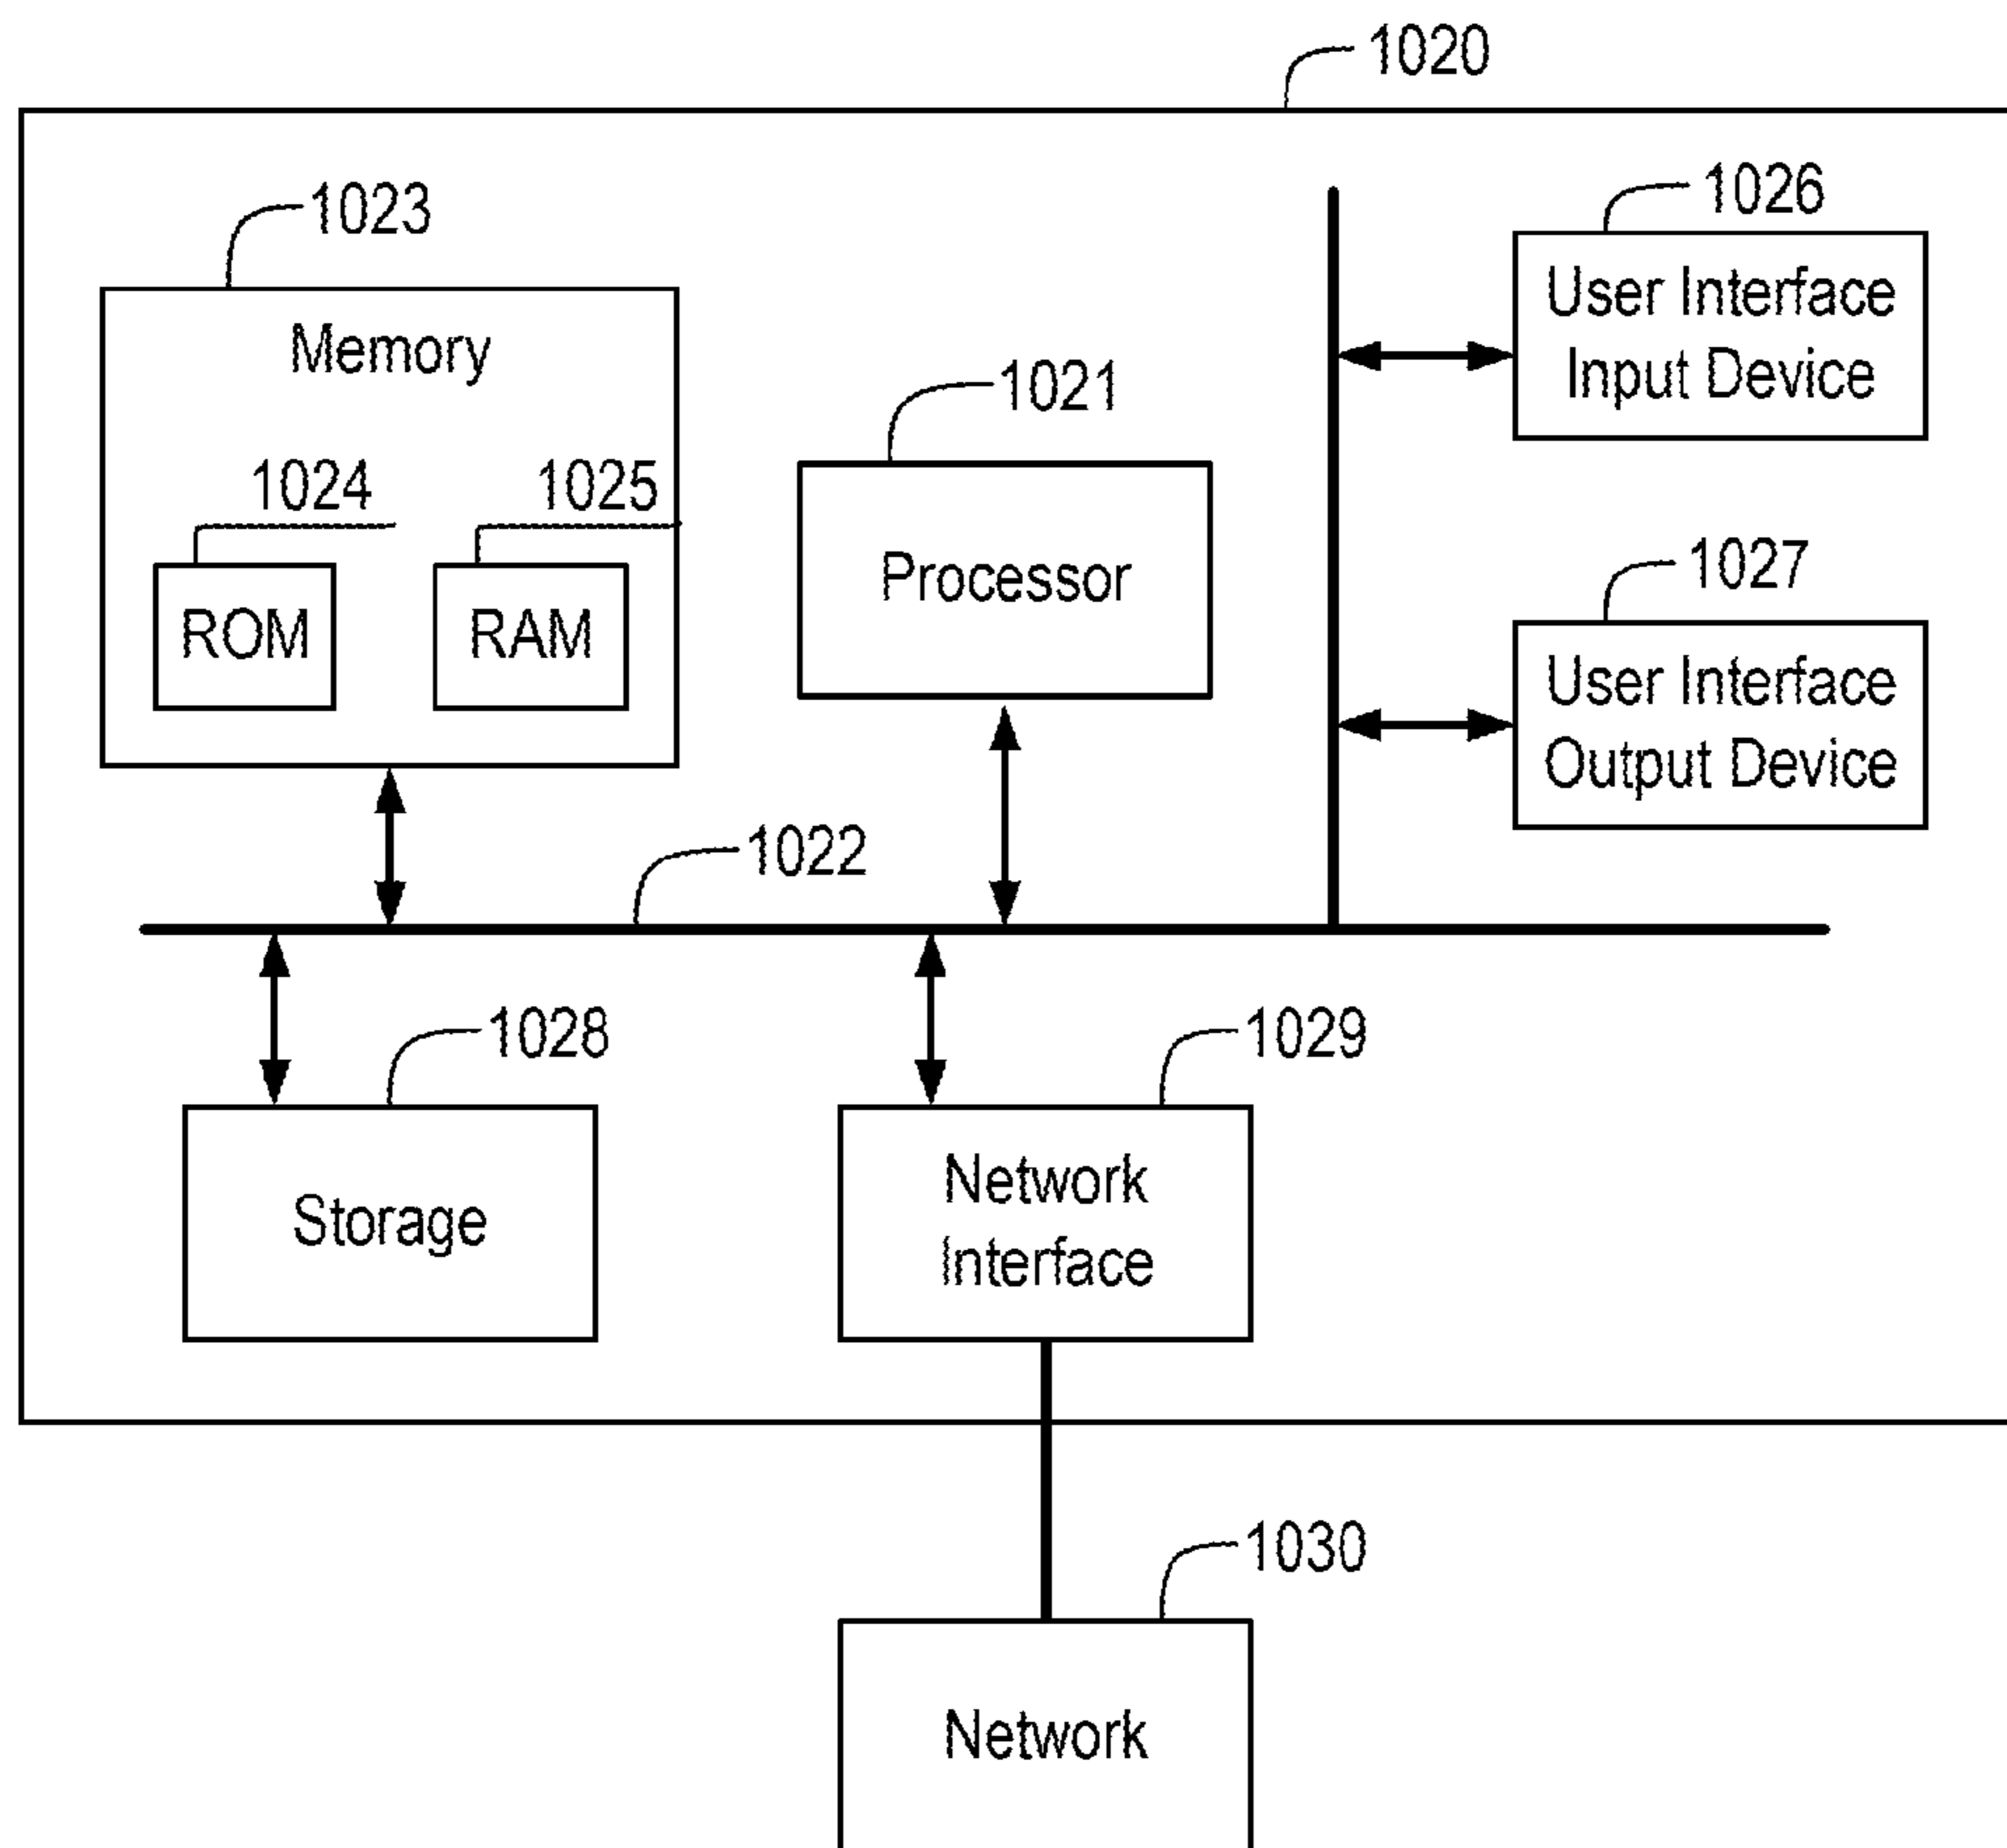 1020
1023
1026
Memory
User Interface
Input Device
1021
1024
1025
ROM
RAM
Processor
1027
User Interface
Output Device
1022
1028
1029
Storage
Network
Interface
1030
Network